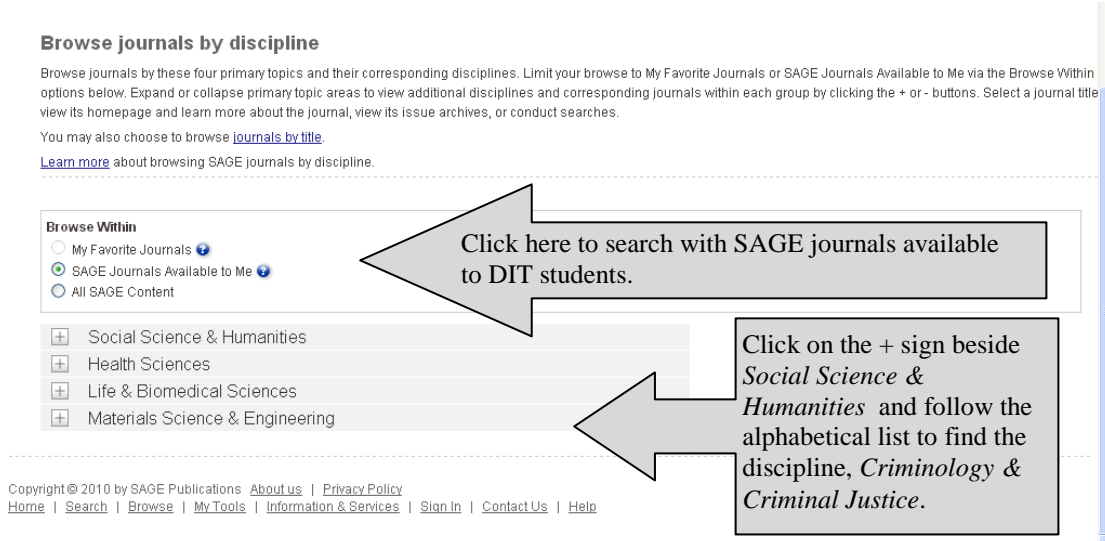 Browse journals by discipline
Browse journals by these four primary topics and their corresponding disciplines. Limit your browse to My Favorite Journals or SAGE Journals Available to Me via the Browse Within
options below. Expand or collapse primary topic areas to view additional disciplines and corresponding journals within each group by clicking the + or - buttons. Select a journal title
view its homepage and learn more about the journal, view its issue archives, or conduct searches.
You may also choose to browse journals by title.
Learn more about browsing SAGE journals by discipline.
Browse Within
My Favorite Journals ?
SAGE Journals Available to Me ?
All SAGE Content
Click here to search with SAGE journals available
to DIT students.
+ Social Science & Humanities
+ Health Sciences
+ Life & Biomedical Sciences
+ Materials Science & Engineering
Click on the + sign beside
Social Science &
Humanities and follow the
alphabetical list to find the
discipline, Criminology &
Criminal Justice.
Copyright © 2010 by SAGE Publications About us | Privacy Policy
Home | Search | Browse | My Tools | Information & Services | Sign In | Contact Us | Help